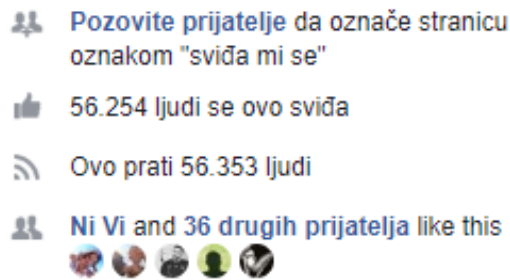 Pozovite prijatelje da označe stranicu
oznakom "sviđa mi se"
56.254 ljudi se ovo sviđa
Ovo prati 56.353 ljudi
Ni Vi and 36 drugih prijatelja like this